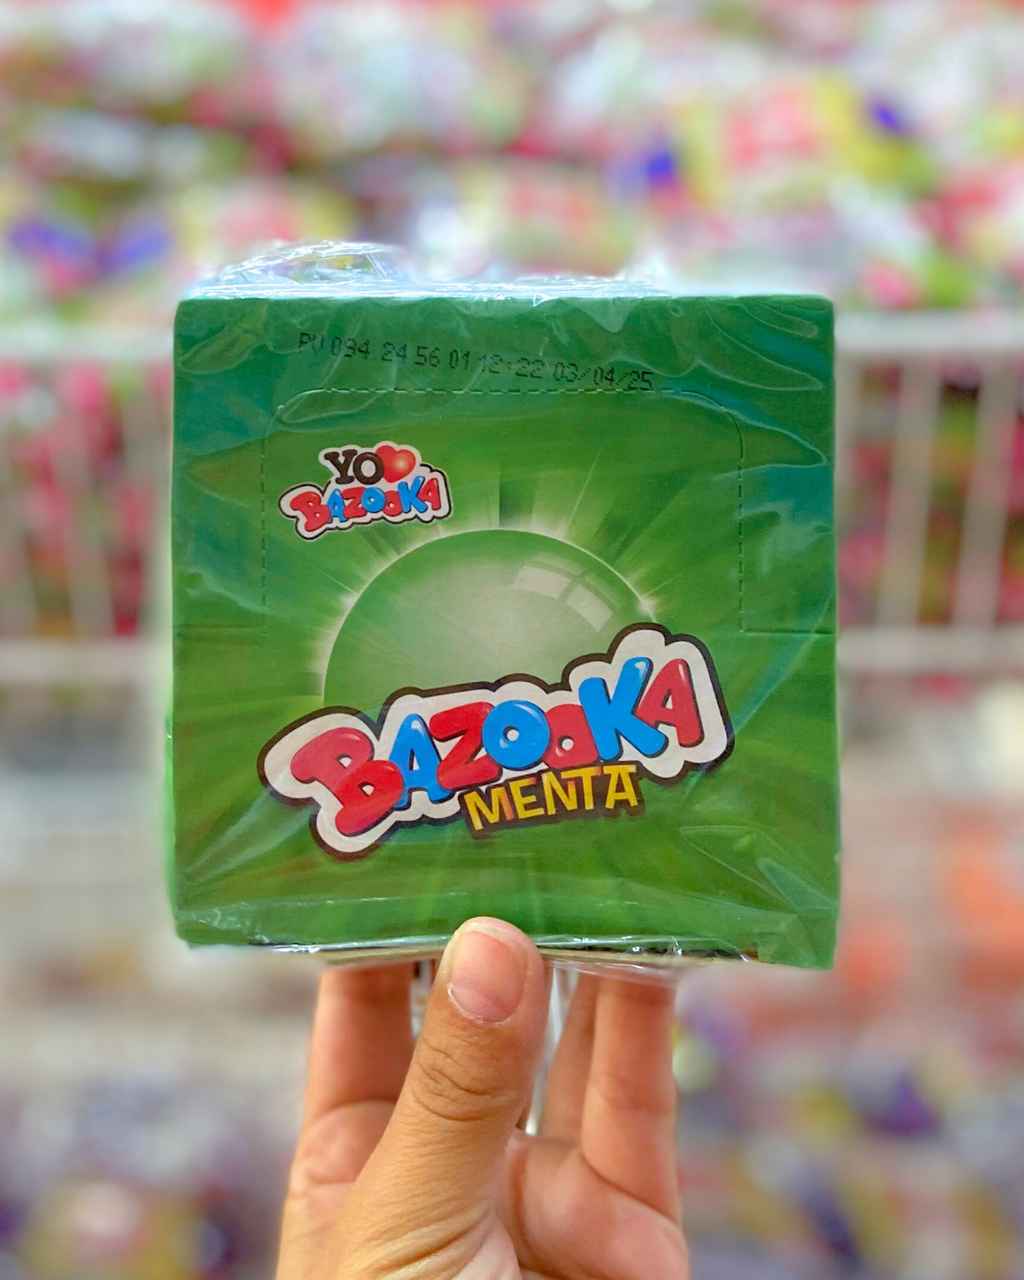 PV 094 24 56 01 12:22 03/04/25
YO
BAZOOKA
BAZOOKA
MENTA